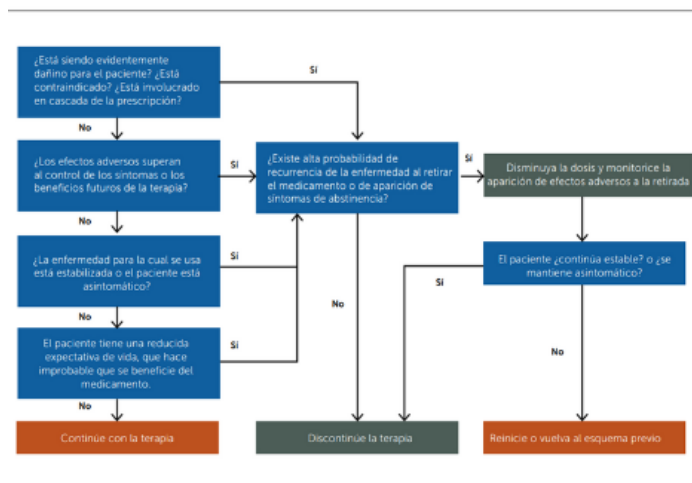 ¿Está siendo evidentemente
dañino para el paciente? ¿Está
contraindicado? ¿Está involucrado
en cascada de la prescripción?
Sí
No
¿Los efectos adversos superan
al control de los síntomas o los
beneficios futuros de la terapia?
Sí
¿Existe alta probabilidad de
recurrencia de la enfermedad al retirar
el medicamento o de aparición de
síntomas de abstinencia?
Sí
Disminuya la dosis y monitorice la
aparición de efectos adversos a la retirada
No
¿La enfermedad para la cual se usa
está estabilizada o el paciente está
asintomático?
Sí
El paciente ¿continúa estable? o ¿se
mantiene asintomático?
Sí
No
No
No
El paciente tiene una reducida
expectativa de vida, que hace
improbable que se beneficie del
medicamento.
Sí
No
Continúe con la terapia
Discontinúe la terapia
Reinicie o vuelva al esquema previo